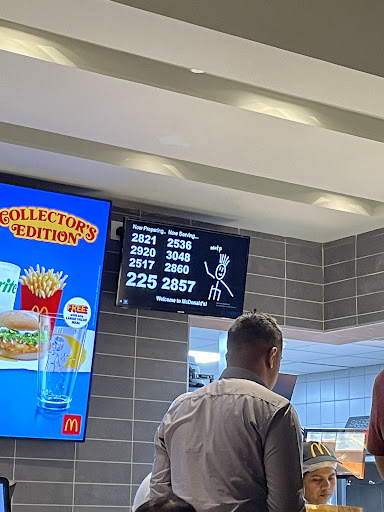 COLLECTOR'S
EDITION
FREE
Now Preparing... Now Serving...
2821 2536
2920 3048
2517 2860
225 2857
Welcome to McDonald's!